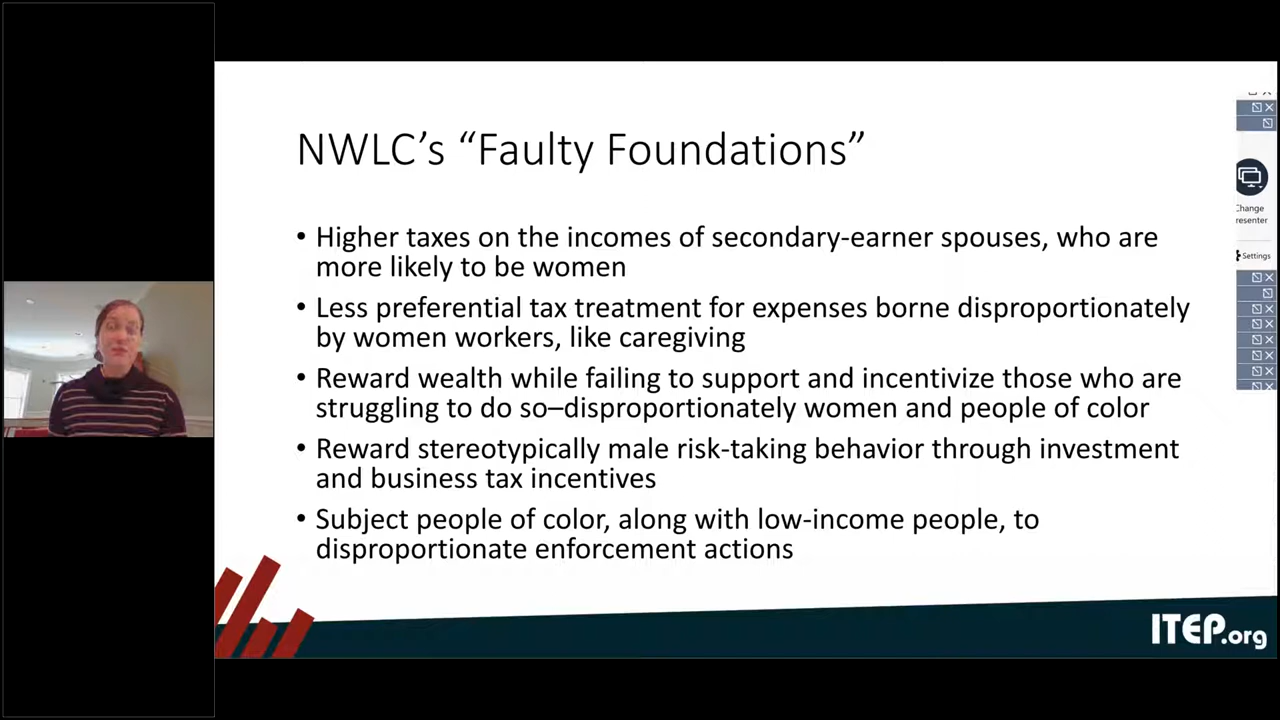 NWLC’s “Faulty Foundations”
• Higher taxes on the incomes of secondary-earner spouses, who are
more likely to be women
• Less preferential tax treatment for expenses borne disproportionately
by women workers, like caregiving
• Reward wealth while failing to support and incentivize those who are
struggling to do so–disproportionately women and people of color
• Reward stereotypically male risk-taking behavior through investment
and business tax incentives
• Subject people of color, along with low-income people, to
disproportionate enforcement actions
Change
resenter
Settings
ITEP.org